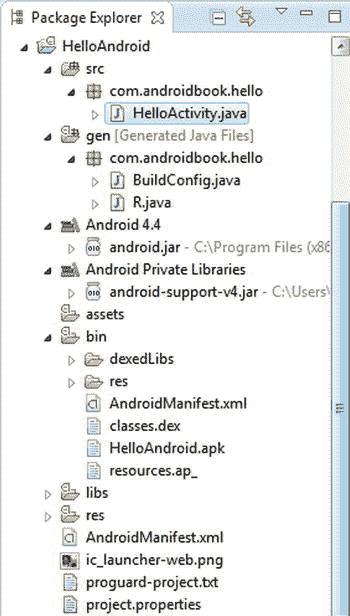 Package Explorer
HelloAndroid
src
com.androidbook.hello
HelloActivity.java
gen [Generated Java Files]
com.androidbook.hello
BuildConfig.java
R.java
Android 4.4
android.jar - C:\Program Files (x86
Android Private Libraries
android-support-v4.jar - C:\Users\
assets
bin
dexedLibs
res
AndroidManifest.xml
classes.dex
HelloAndroid.apk
resources.ap_
libs
res
AndroidManifest.xml
ic_launcher-web.png
proguard-project.txt
project.properties